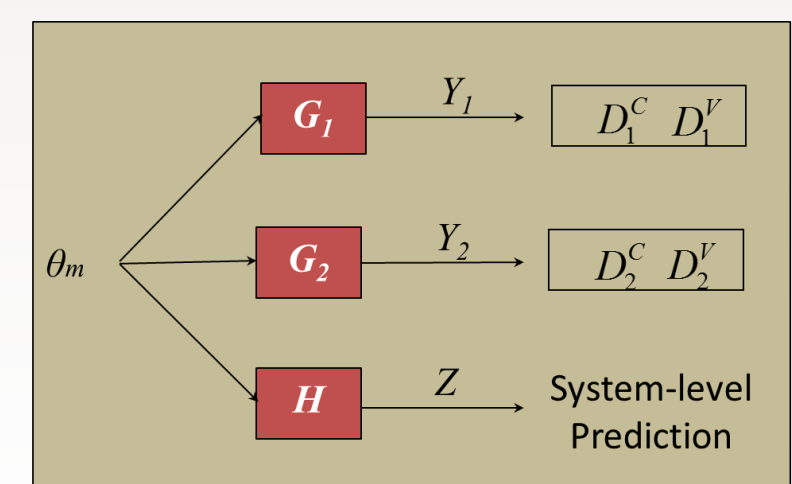 Y₁
G₁
D₁ᶜ D₁ⱽ
θₘ
Y₂
G₂
D₂ᶜ D₂ⱽ
Z
H
System-level
Prediction